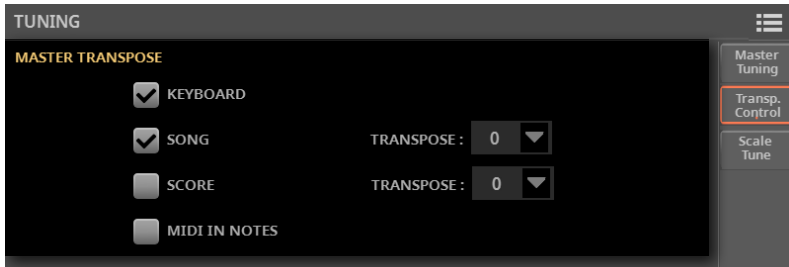 TUNING
MASTER TRANSPOSE
KEYBOARD
SONG TRANSPOSE : 0
SCORE TRANSPOSE : 0
MIDI IN NOTES
Master
Tuning
Transp.
Control
Scale
Tune